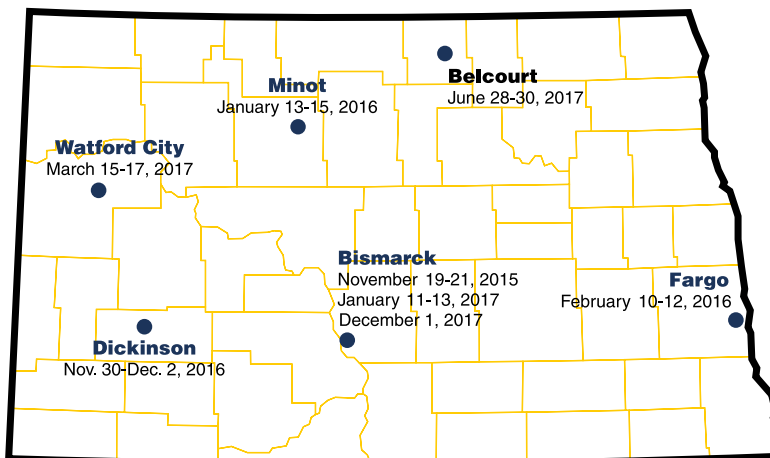 Belcourt
June 28-30, 2017
Minot
January 13-15, 2016
Watford City
March 15-17, 2017
Bismarck
November 19-21, 2015
January 11-13, 2017
December 1, 2017
Fargo
February 10-12, 2016
Dickinson
Nov. 30-Dec. 2, 2016